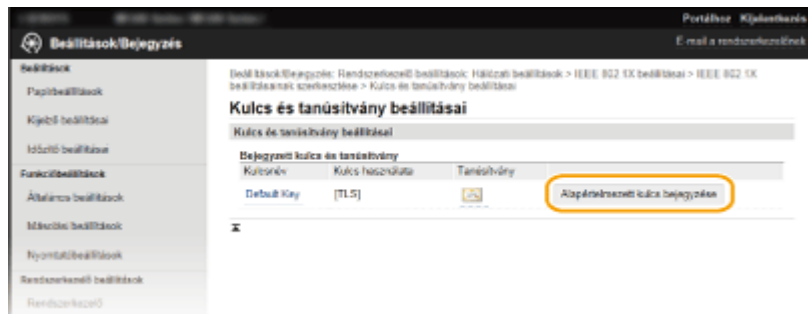 Portálhoz Kijelentkezés
Beállítások/Bejegyzés
E-mail a rendszerkezelőnek
Beállítások
Papírbeállítások
Kijelző beállításai
Időzítő beállításai
Funkcióbeállítások
Általános beállítások
Másolási beállítások
Nyomtatóbeállítások
Rendszerkezelő beállítások
Rendszerkezelő
Beállítások/Bejegyzés: Rendszerkezelő beállítások: Hálózati beállítások > IEEE 802.1X beállításai > IEEE 802.1X
beállításainak szerkesztése > Kulcs és tanúsítvány beállításai
Kulcs és tanúsítvány beállításai
Kulcs és tanúsítvány beállításai
Bejegyzett kulcs és tanúsítvány
Kulcsnév Kulcs használata Tanúsítvány
Default Key [TLS] Alapértelmezett kulcs bejegyzése